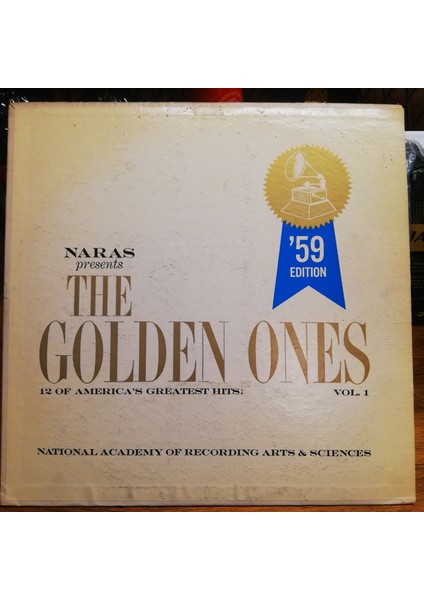 '59
EDITION
NARAS
presents
THE
GOLDEN ONES
12 OF AMERICA'S GREATEST HITS: VOL. 1
NATIONAL ACADEMY OF RECORDING ARTS & SCIENCES